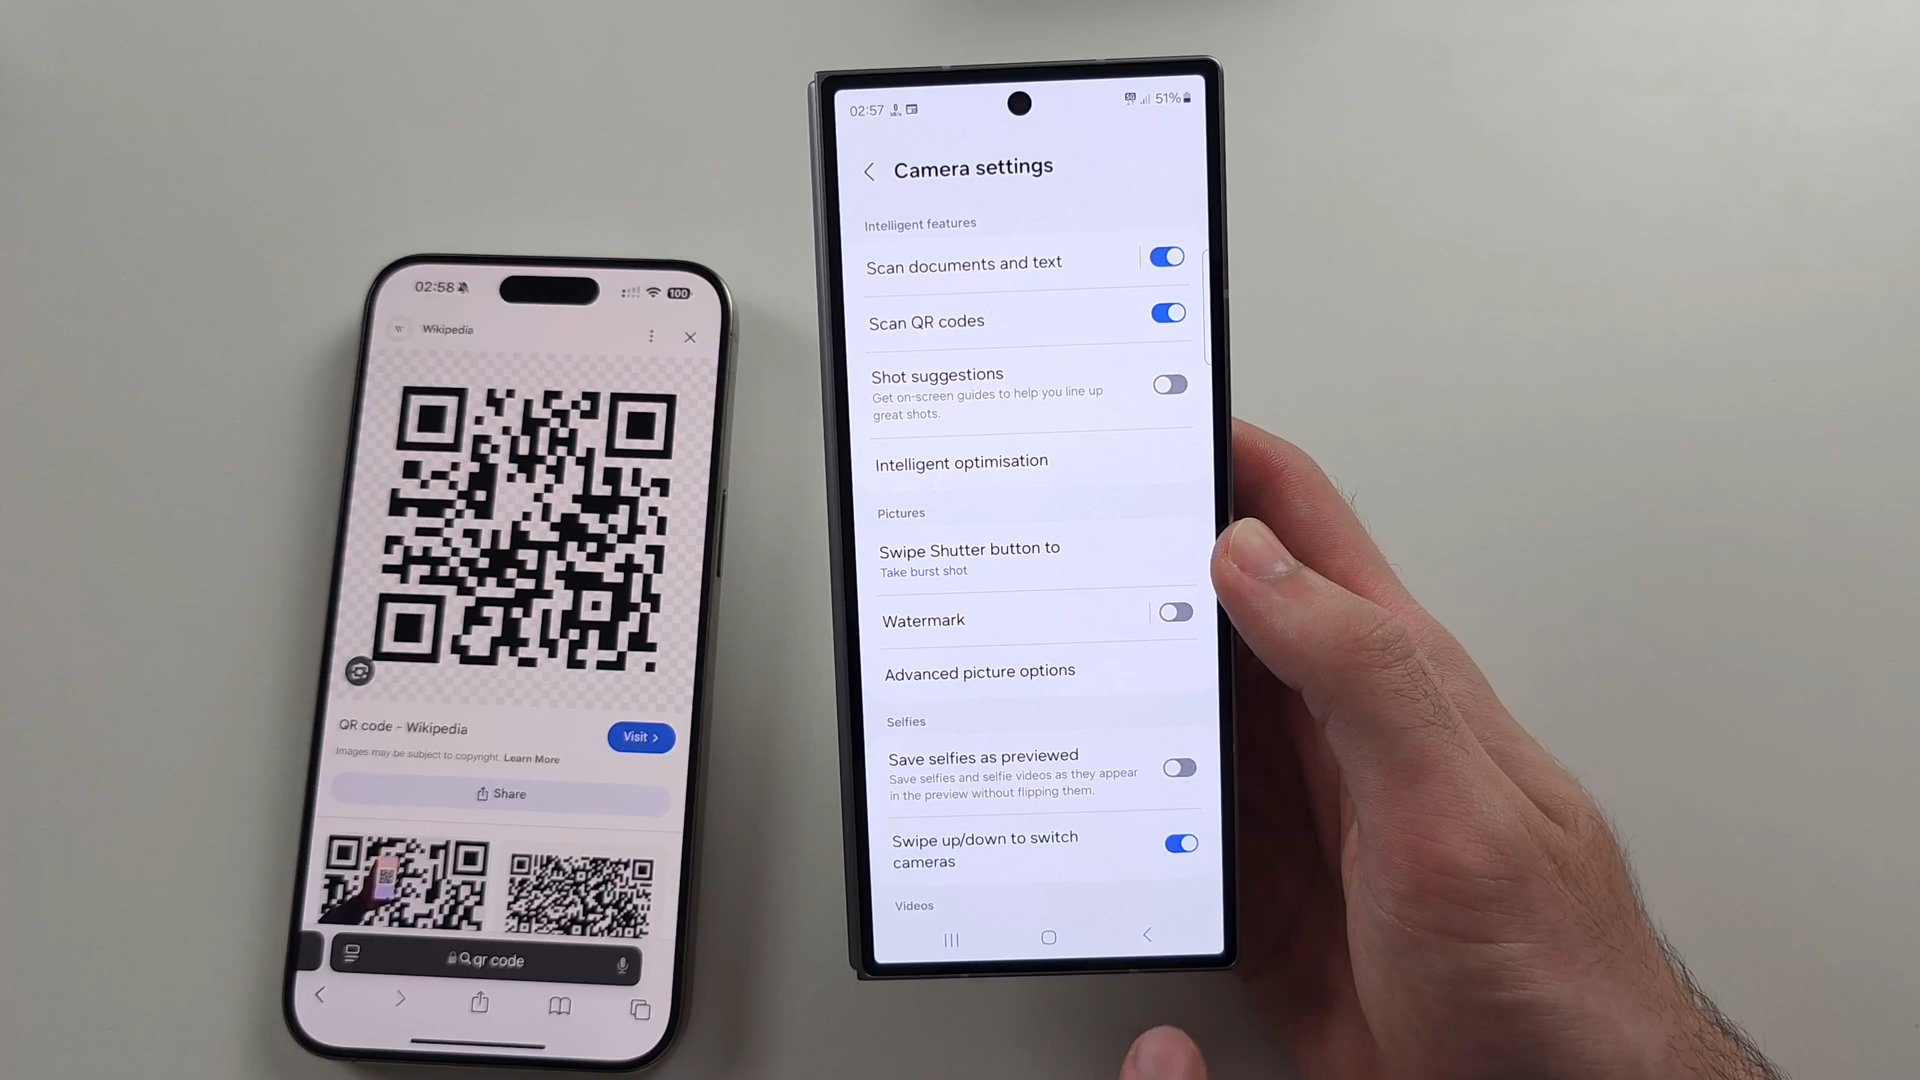 02:58
100
Wikipedia
QR code - Wikipedia
Visit >
Images may be subject to copyright. Learn More
Share
qr code
02:57
5G
51%
Camera settings
Intelligent features
Scan documents and text
Scan QR codes
Shot suggestions
Get on-screen guides to help you line up
great shots.
Intelligent optimisation
Pictures
Swipe Shutter button to
Take burst shot
Watermark
Advanced picture options
Selfies
Save selfies as previewed
Save selfies and selfie videos as they appear
in the preview without flipping them.
Swipe up/down to switch
cameras
Videos